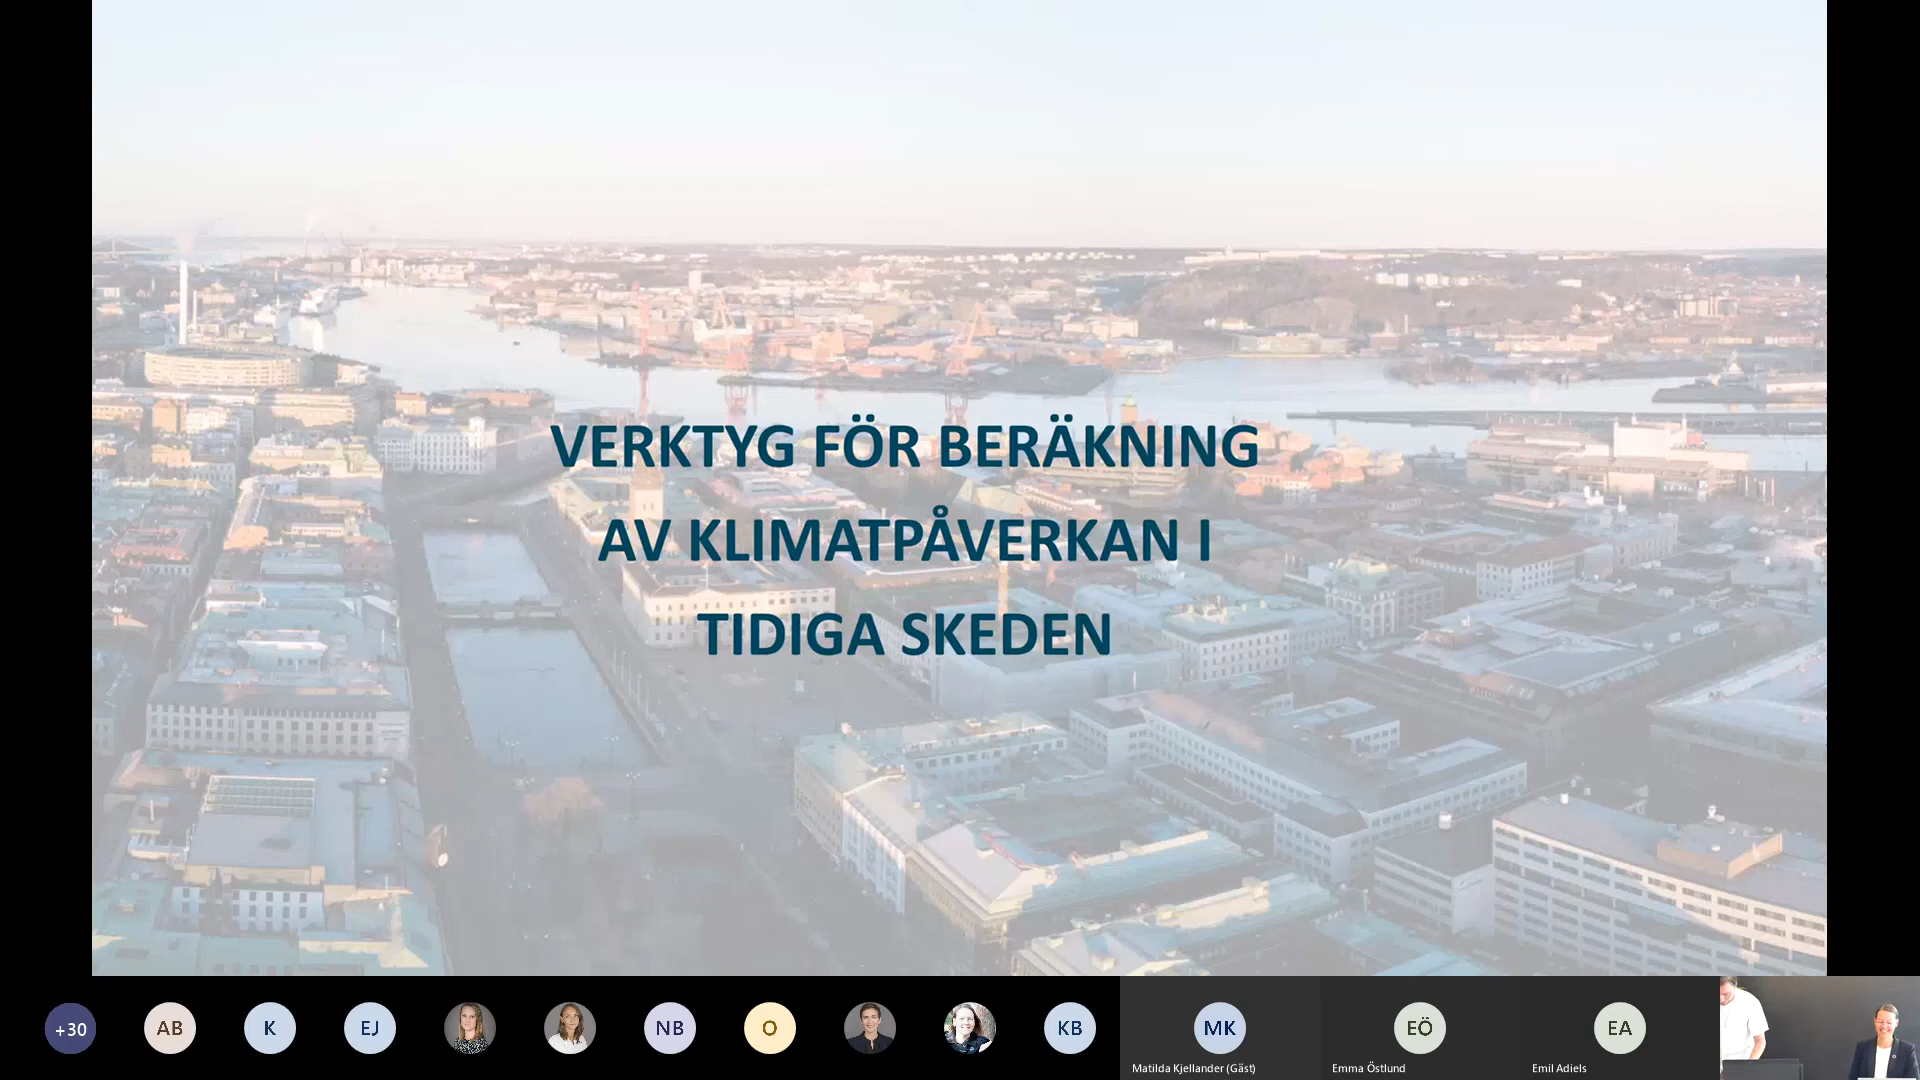 VERKTYG FÖR BERÄKNING
AV KLIMATPÅVERKAN I
TIDIGA SKEDEN
+30
AB
K
EJ
NB
O
KB
MK
EÖ
EA
Matilda Kjellander (Gäst)
Emma Östlund
Emil Adiels